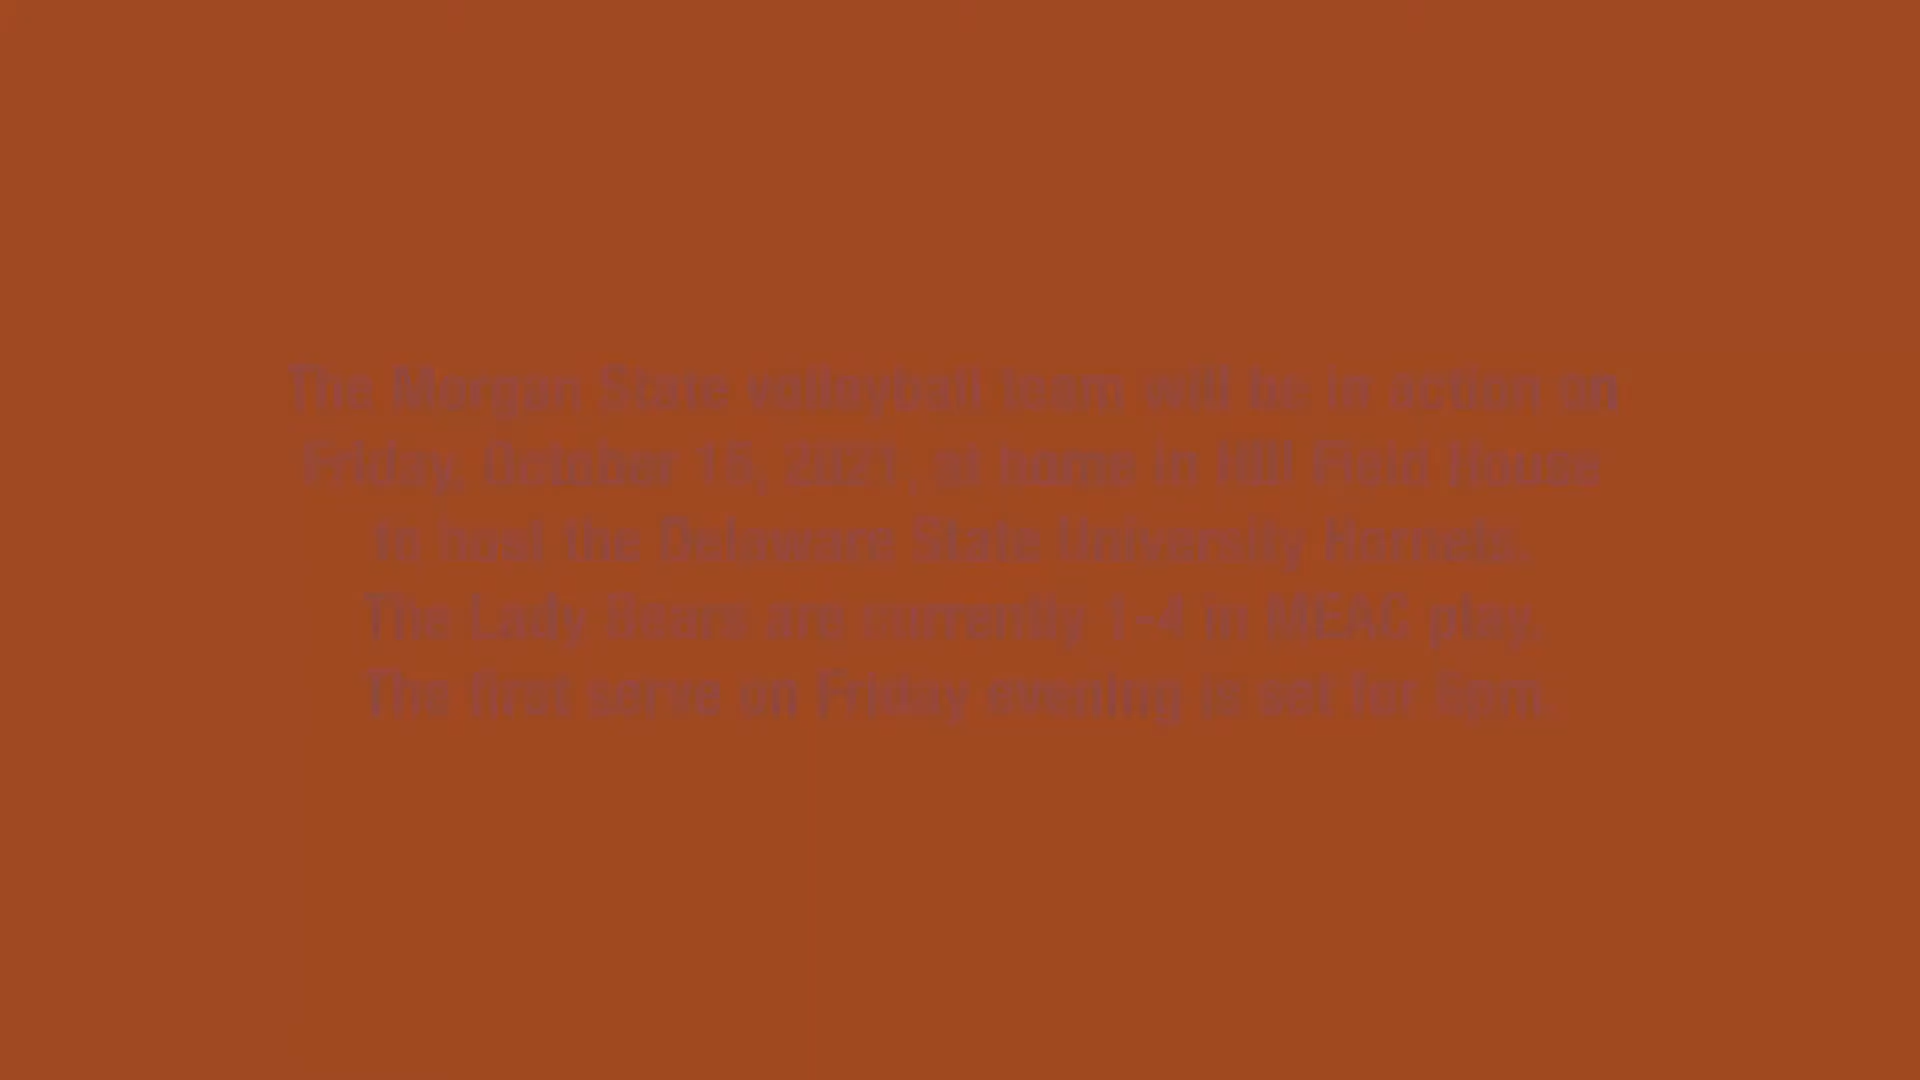 The Morgan State volleyball team will be in action on
Friday, October 15, 2021, at home in Hill Field House
to host the Delaware State University Hornets.
The Lady Bears are currently 1-4 in MEAC play.
The first serve on Friday evening is set for 6pm.